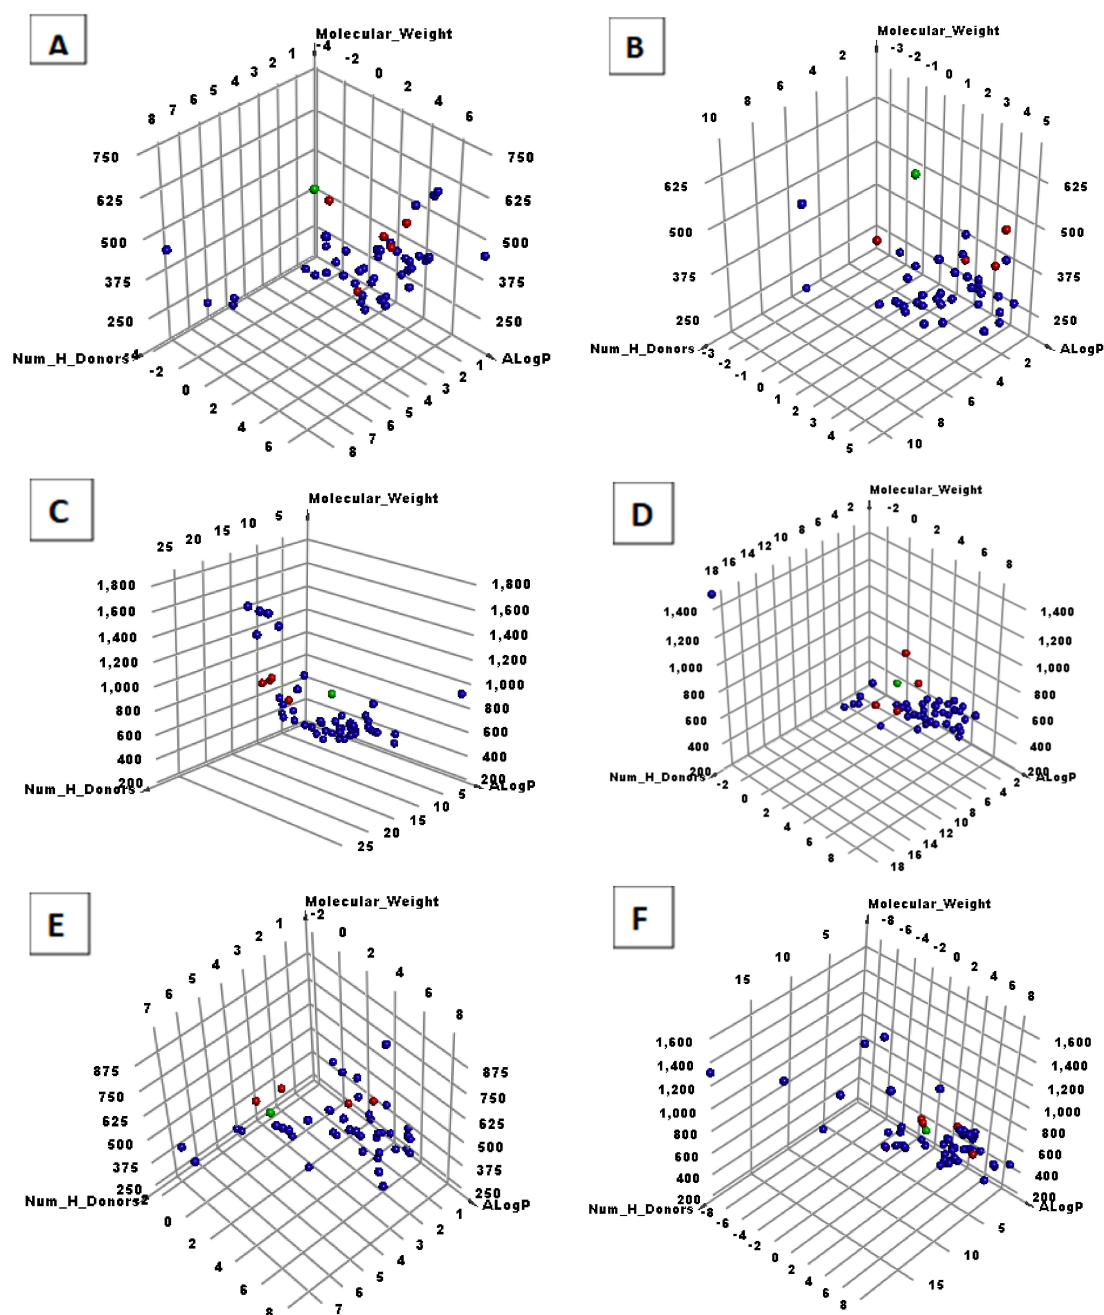 A
Molecular_Weight
8 7 6 5 4 3 2 1
-4 -2 0 2 4 6
750 750
625 625
500 500
375 375
250 250
Num_H_Donors ALogP
-4 -2 0 2 4 6
8 7 6 5 4 3 2 1
B
Molecular_Weight
10 8 6 4 2
-3 -2 -1 0 1 2 3 4 5
625 625
500 500
375 375
250 250
Num_H_Donors ALogP
-3 -2 -1 0 1 2 3 4 5
10 8 6 4 2
C
Molecular_Weight
25 20 15 10 5
1,800 1,800
1,600 1,600
1,400 1,400
1,200 1,200
1,000 1,000
800 800
600 600
400 400
200 200
Num_H_Donors ALogP
25 20 15 10 5
D
Molecular_Weight
18 16 14 12 10 8 6 4 2
-2 0 2 4 6 8
1,400 1,400
1,200 1,200
1,000 1,000
800 800
600 600
400 400
200 200
Num_H_Donors ALogP
-2 0 2 4 6 8
18 16 14 12 10 8 6 4 2
E
Molecular_Weight
7 6 5 4 3 2 1
-2 0 2 4 6 8
875 875
750 750
625 625
500 500
375 375
250 250
Num_H_Donors ALogP
-2 0 2 4 6 8
7 6 5 4 3 2 1
F
Molecular_Weight
15 10 5
-8 -6 -4 -2 0 2 4 6 8
1,600 1,600
1,400 1,400
1,200 1,200
1,000 1,000
800 800
600 600
400 400
200 200
Num_H_Donors ALogP
-8 -6 -4 -2 0 2 4 6 8
15 10 5